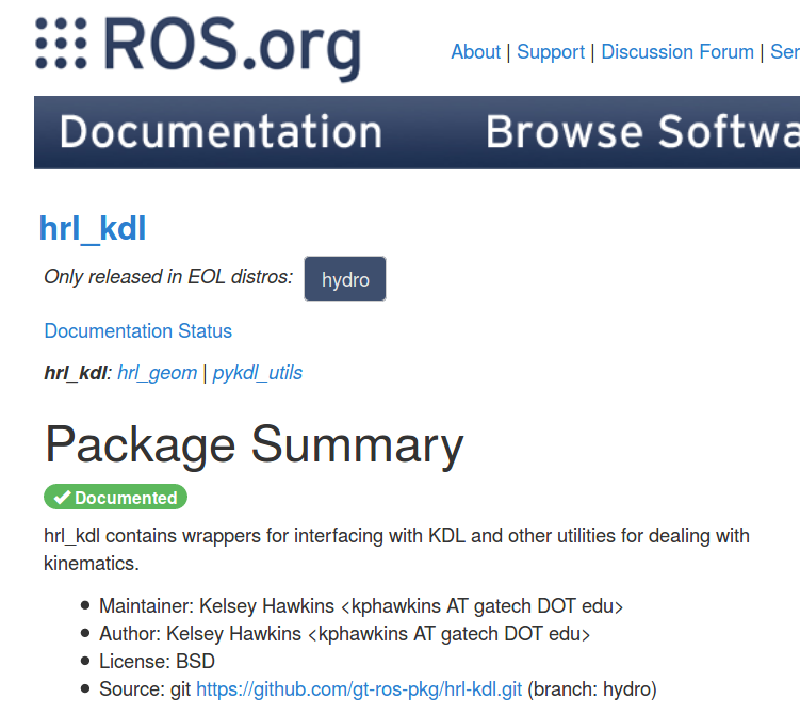 ROS.org
About | Support | Discussion Forum | Ser
Documentation Browse Softwa
hrl_kdl
Only released in EOL distros: hydro
Documentation Status
hrl_kdl: hrl_geom | pykdl_utils
Package Summary
Documented
hrl_kdl contains wrappers for interfacing with KDL and other utilities for dealing with
kinematics.
• Maintainer: Kelsey Hawkins <kphawkins AT gatech DOT edu>
• Author: Kelsey Hawkins <kphawkins AT gatech DOT edu>
• License: BSD
• Source: git https://github.com/gt-ros-pkg/hrl-kdl.git (branch: hydro)